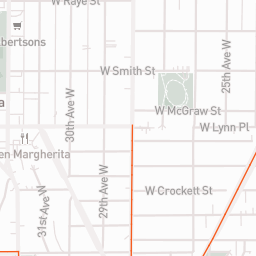 W Raye St
bertsons
25th Ave W
W Smith St
a
W McGraw St
30th Ave W
W Lynn Pl
en Margherita
W Crockett St
31st Ave W
29th Ave W